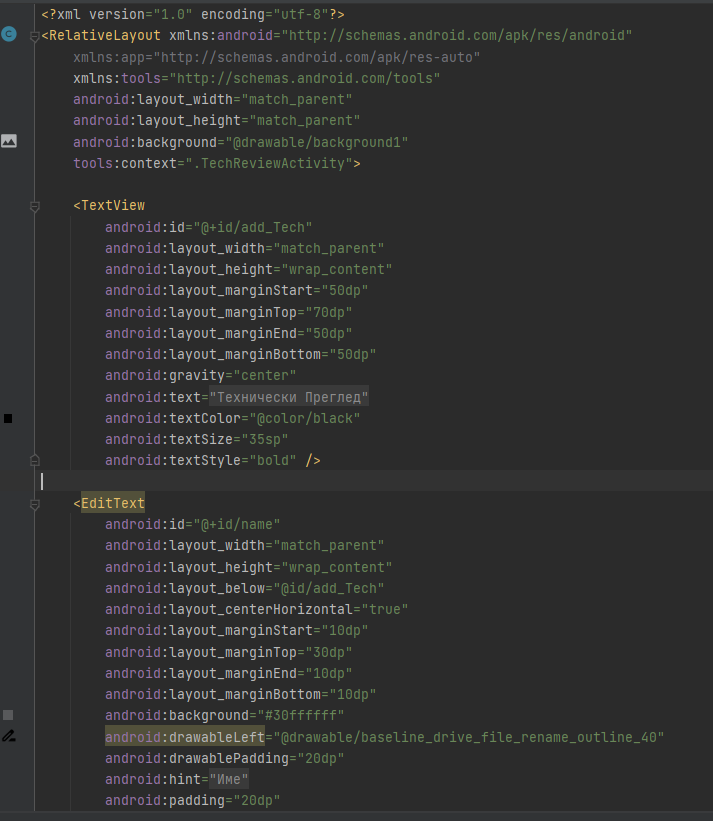 <?xml version="1.0" encoding="utf-8"?>
<RelativeLayout xmlns:android="http://schemas.android.com/apk/res/android"
    xmlns:app="http://schemas.android.com/apk/res-auto"
    xmlns:tools="http://schemas.android.com/tools"
    android:layout_width="match_parent"
    android:layout_height="match_parent"
    android:background="@drawable/background1"
    tools:context=".TechReviewActivity">

    <TextView
        android:id="@+id/add_Tech"
        android:layout_width="match_parent"
        android:layout_height="wrap_content"
        android:layout_marginStart="50dp"
        android:layout_marginTop="70dp"
        android:layout_marginEnd="50dp"
        android:layout_marginBottom="50dp"
        android:gravity="center"
        android:text="Технически Преглед"
        android:textColor="@color/black"
        android:textSize="35sp"
        android:textStyle="bold" />

    <EditText
        android:id="@+id/name"
        android:layout_width="match_parent"
        android:layout_height="wrap_content"
        android:layout_below="@id/add_Tech"
        android:layout_centerHorizontal="true"
        android:layout_marginStart="10dp"
        android:layout_marginTop="30dp"
        android:layout_marginEnd="10dp"
        android:layout_marginBottom="10dp"
        android:background="#30ffffff"
        android:drawableLeft="@drawable/baseline_drive_file_rename_outline_40"
        android:drawablePadding="20dp"
        android:hint="Име"
        android:padding="20dp"